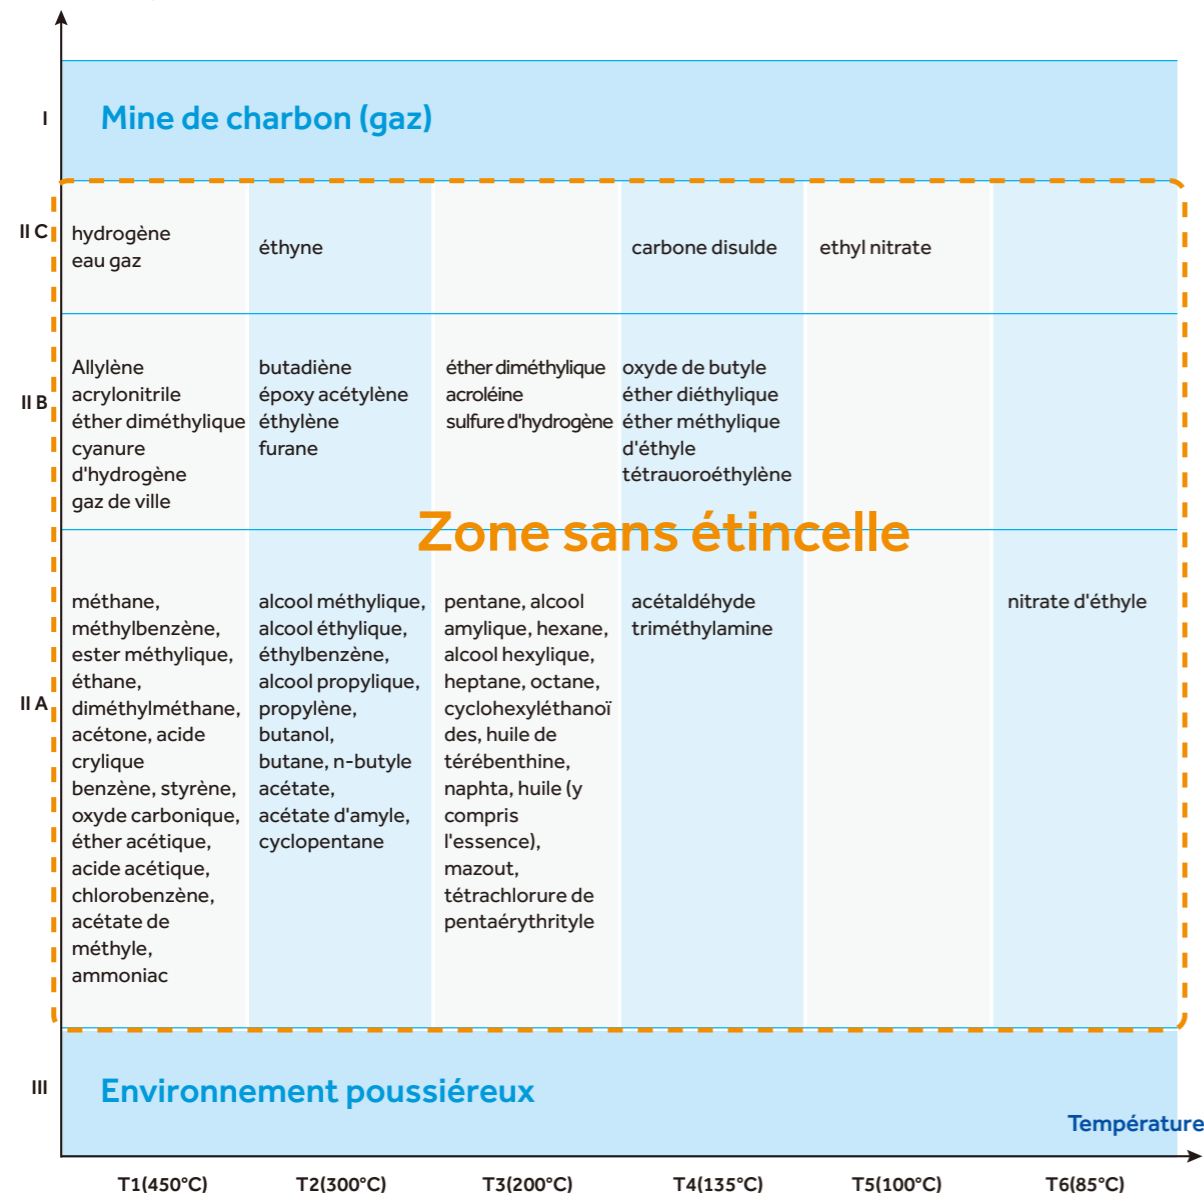 I
Mine de charbon (gaz)
II C
hydrogène
eau gaz
éthyne
carbone disulde
ethyl nitrate
II B
Allylène
acrylonitrile
éther diméthylique
cyanure
d'hydrogène
gaz de ville
butadiène
époxy acétylène
éthylène
furane
éther diméthylique
acroléine
sulfure d'hydrogène
oxyde de butyle
éther diéthylique
éther méthylique
d'éthyle
tétrauoroéthylène
Zone sans étincelle
II A
méthane,
méthylbenzène,
ester méthylique,
éthane,
diméthylméthane,
acétone, acide
crylique
benzène, styrène,
oxyde carbonique,
éther acétique,
acide acétique,
chlorobenzène,
acétate de
méthyle,
ammoniac
alcool méthylique,
alcool éthylique,
éthylbenzène,
alcool propylique,
propylène,
butanol,
butane, n-butyle
acétate,
acétate d'amyle,
cyclopentane
pentane, alcool
amylique, hexane,
alcool hexylique,
heptane, octane,
cyclohexyléthanoï
des, huile de
térébenthine,
naphta, huile (y
compris
l'essence),
mazout,
tétrachlorure de
pentaérythrityle
acétaldéhyde
triméthylamine
nitrate d'éthyle
III
Environnement poussiéreux
Température
T1(450°C)
T2(300°C)
T3(200°C)
T4(135°C)
T5(100°C)
T6(85°C)